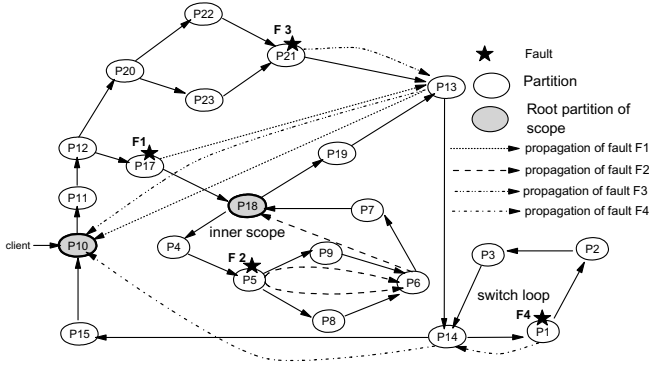 P22
F 3
P21
Fault
P20
Partition
P13
P23
Root partition of
scope
F1
P12
P17
P19
propagation of fault F1
propagation of fault F2
P11
P18
P7
propagation of fault F3
inner scope
propagation of fault F4
client
P10
P4
P9
P3
P2
F 2
P5
P6
switch loop
F4
P8
P15
P14
P1